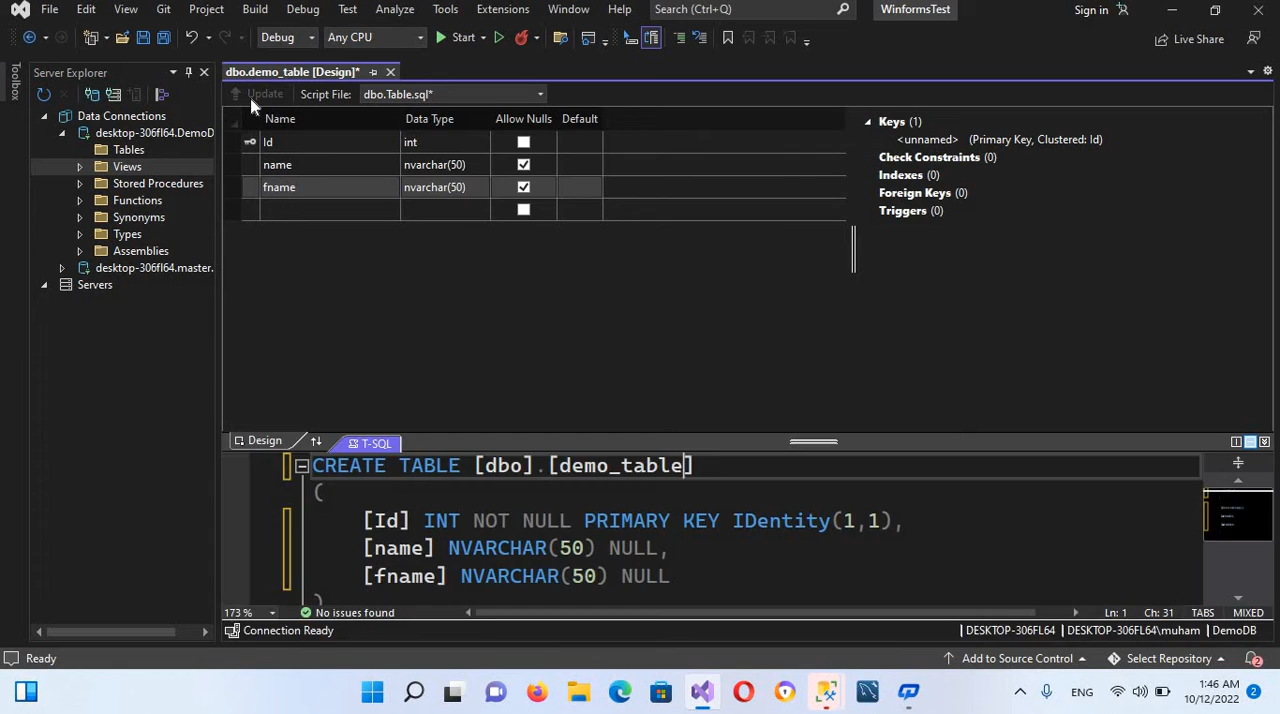 File Edit View Git Project Build Debug Test Analyze Tools Extensions Window Help Search (Ctrl+Q) WinformsTest Sign in
Debug Any CPU Start Live Share
Toolbox
Server Explorer
Data Connections
desktop-306fl64.DemoD
Tables
Views
Stored Procedures
Functions
Synonyms
Types
Assemblies
desktop-306fl64.master.
Servers
dbo.demo_table [Design]*
Update Script File: dbo.Table.sql*
Name Data Type Allow Nulls Default
Id int
name nvarchar(50)
fname nvarchar(50)
Keys (1)
<unnamed> (Primary Key, Clustered: Id)
Check Constraints (0)
Indexes (0)
Foreign Keys (0)
Triggers (0)
Design T-SQL
CREATE TABLE [dbo].[demo_table]
(
[Id] INT NOT NULL PRIMARY KEY IDentity(1,1),
[name] NVARCHAR(50) NULL,
[fname] NVARCHAR(50) NULL
)
173 % No issues found Ln: 1 Ch: 31 TABS MIXED
Connection Ready DESKTOP-306FL64 DESKTOP-306FL64\muham DemoDB
Ready Add to Source Control Select Repository 2
ENG 1:46 AM
10/12/2022 2